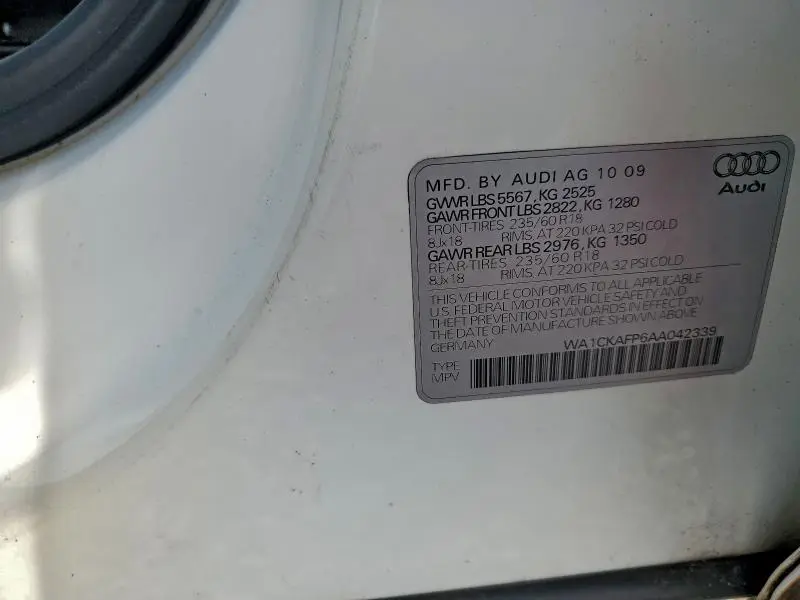 MFD. BY AUDI AG 10 09
GVWR LBS 5567, KG 2525
GAWR FRONT LBS 2822, KG 1280
FRONT-TIRES 235/60 R18
8Jx18 RIMS, AT 220 KPA 32 PSI COLD
GAWR REAR LBS 2976, KG 1350
REAR-TIRES 235/60 R18
8Jx18 RIMS, AT 220 KPA 32 PSI COLD
THIS VEHICLE CONFORMS TO ALL APPLICABLE
U.S. FEDERAL MOTOR VEHICLE SAFETY AND
THEFT PREVENTION STANDARDS IN EFFECT ON
THE DATE OF MANUFACTURE SHOWN ABOVE
GERMANY WA1CKAFP6AA042339
TYPE
MPV
Audi